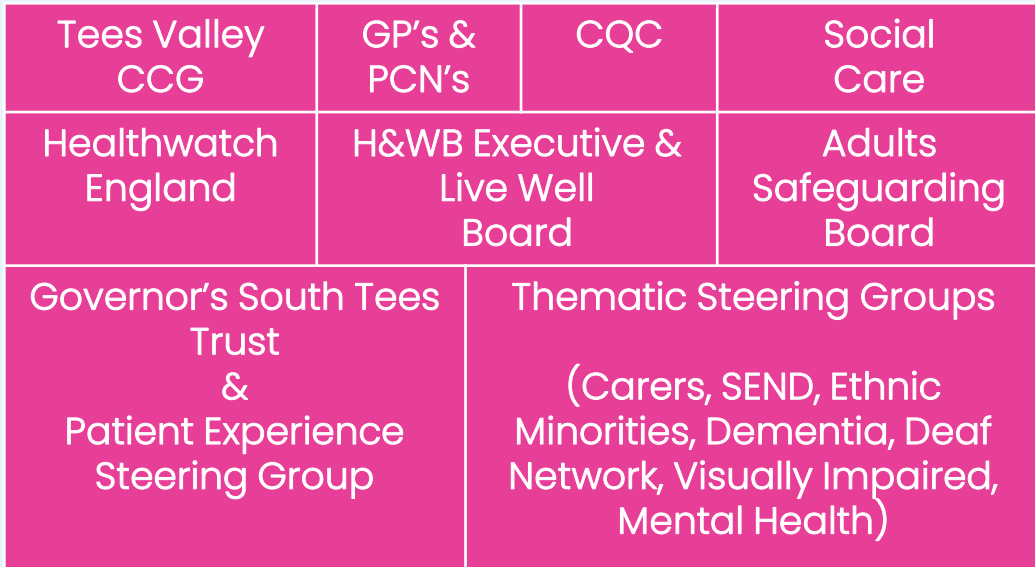 Tees Valley
CCG
GP’s &
PCN’s
CQC
Social
Care
Healthwatch
England
H&WB Executive &
Live Well
Board
Adults
Safeguarding
Board
Governor’s South Tees
Trust
&
Patient Experience
Steering Group
Thematic Steering Groups
(Carers, SEND, Ethnic
Minorities, Dementia, Deaf
Network, Visually Impaired,
Mental Health)